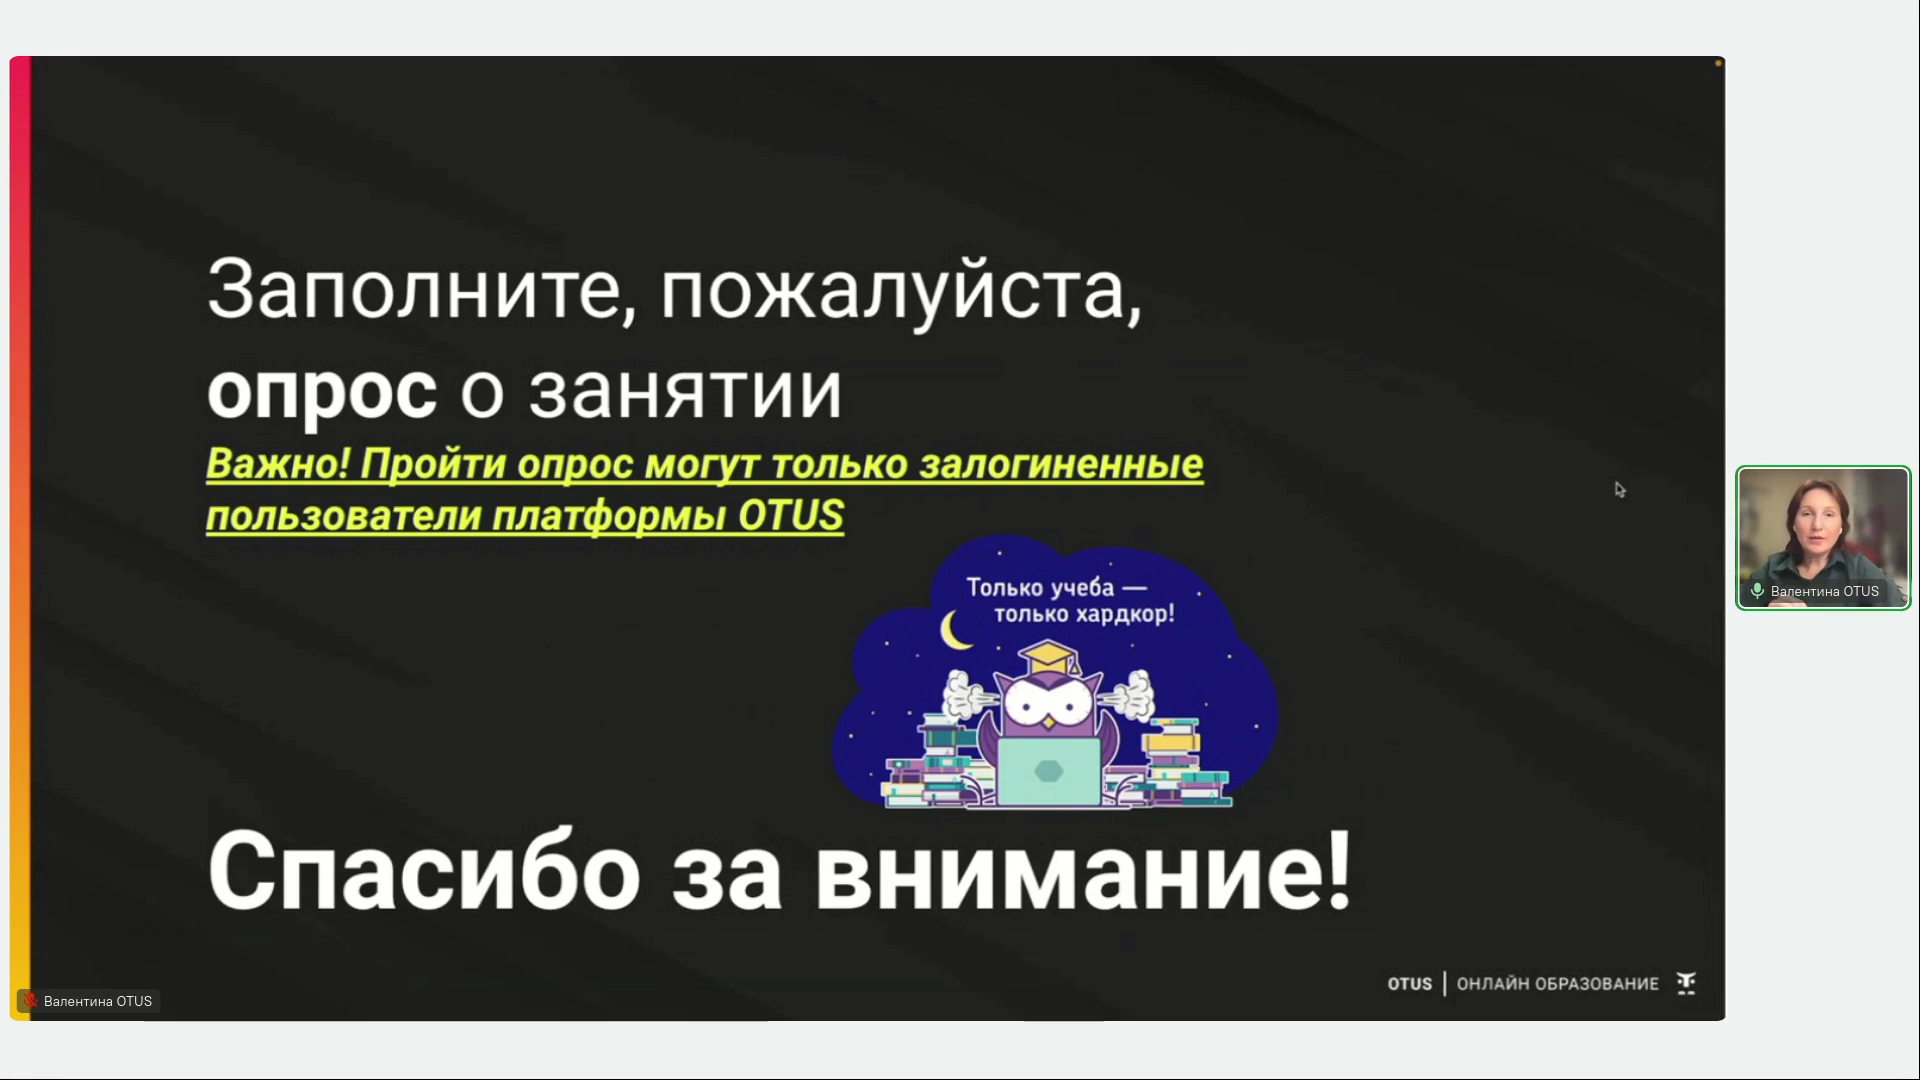 Заполните, пожалуйста,
опрос о занятии
Важно! Пройти опрос могут только залогиненные
пользователи платформы OTUS
Только учеба —
только хардкор!
Валентина OTUS
Спасибо за внимание!
OTUS | ОНЛАЙН ОБРАЗОВАНИЕ
Валентина OTUS